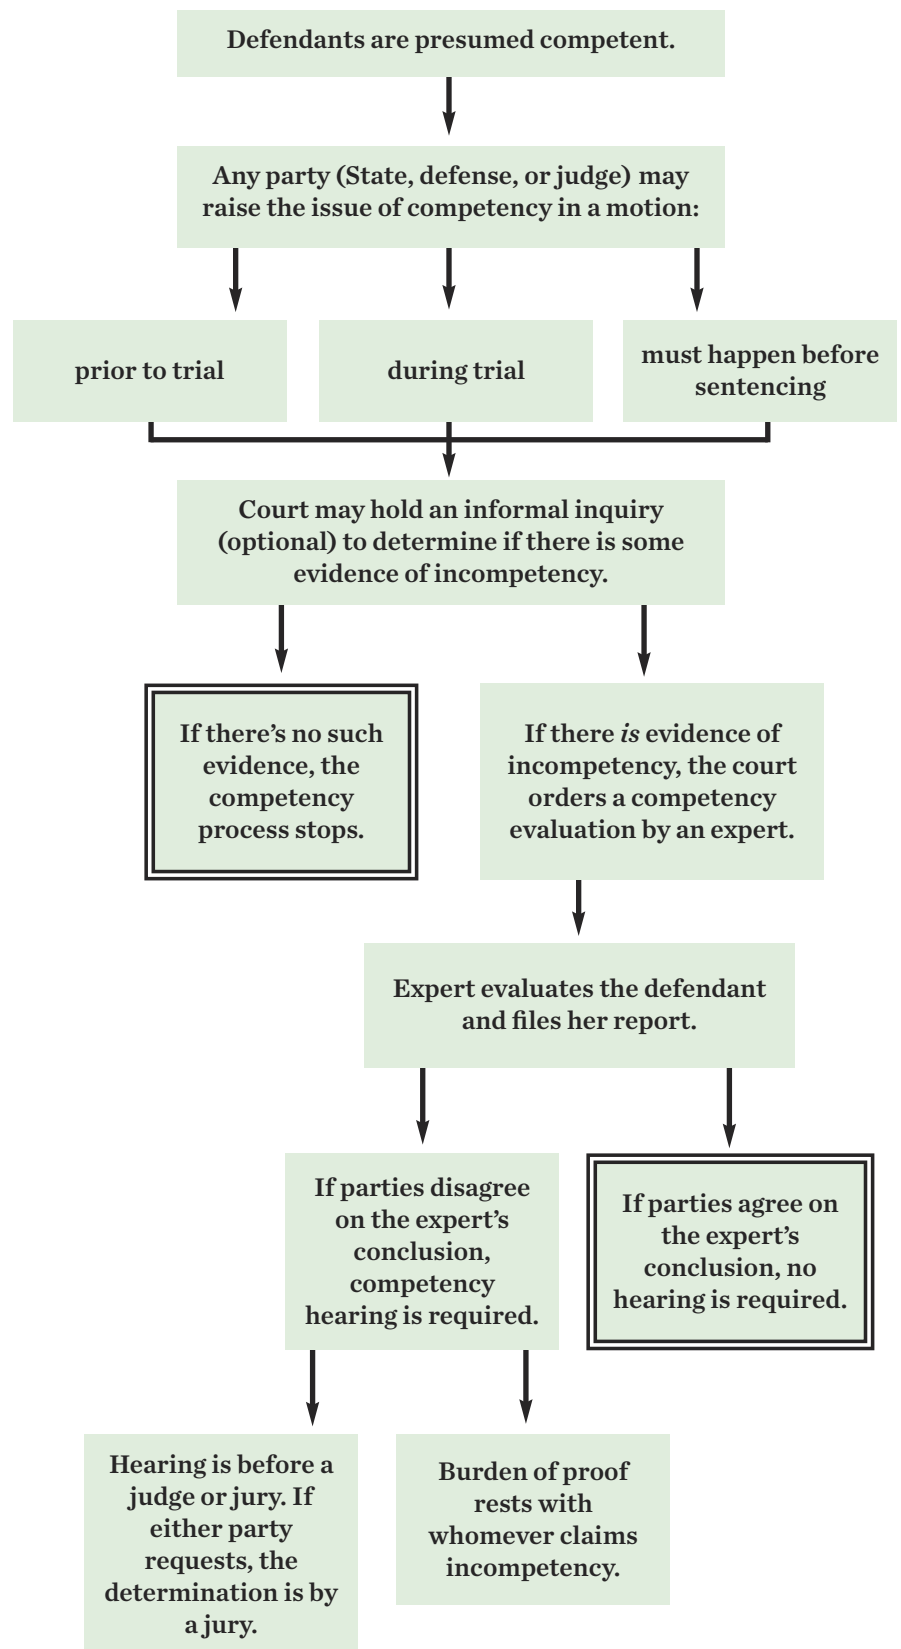 Defendants are presumed competent.
Any party (State, defense, or judge) may
raise the issue of competency in a motion:
prior to trial
during trial
must happen before
sentencing
Court may hold an informal inquiry
(optional) to determine if there is some
evidence of incompetency.
If there’s no such
evidence, the
competency
process stops.
If there is evidence of
incompetency, the court
orders a competency
evaluation by an expert.
Expert evaluates the defendant
and files her report.
If parties disagree
on the expert’s
conclusion,
competency
hearing is required.
If parties agree on
the expert’s
conclusion, no
hearing is required.
Hearing is before a
judge or jury. If
either party
requests, the
determination is by
a jury.
Burden of proof
rests with
whomever claims
incompetency.